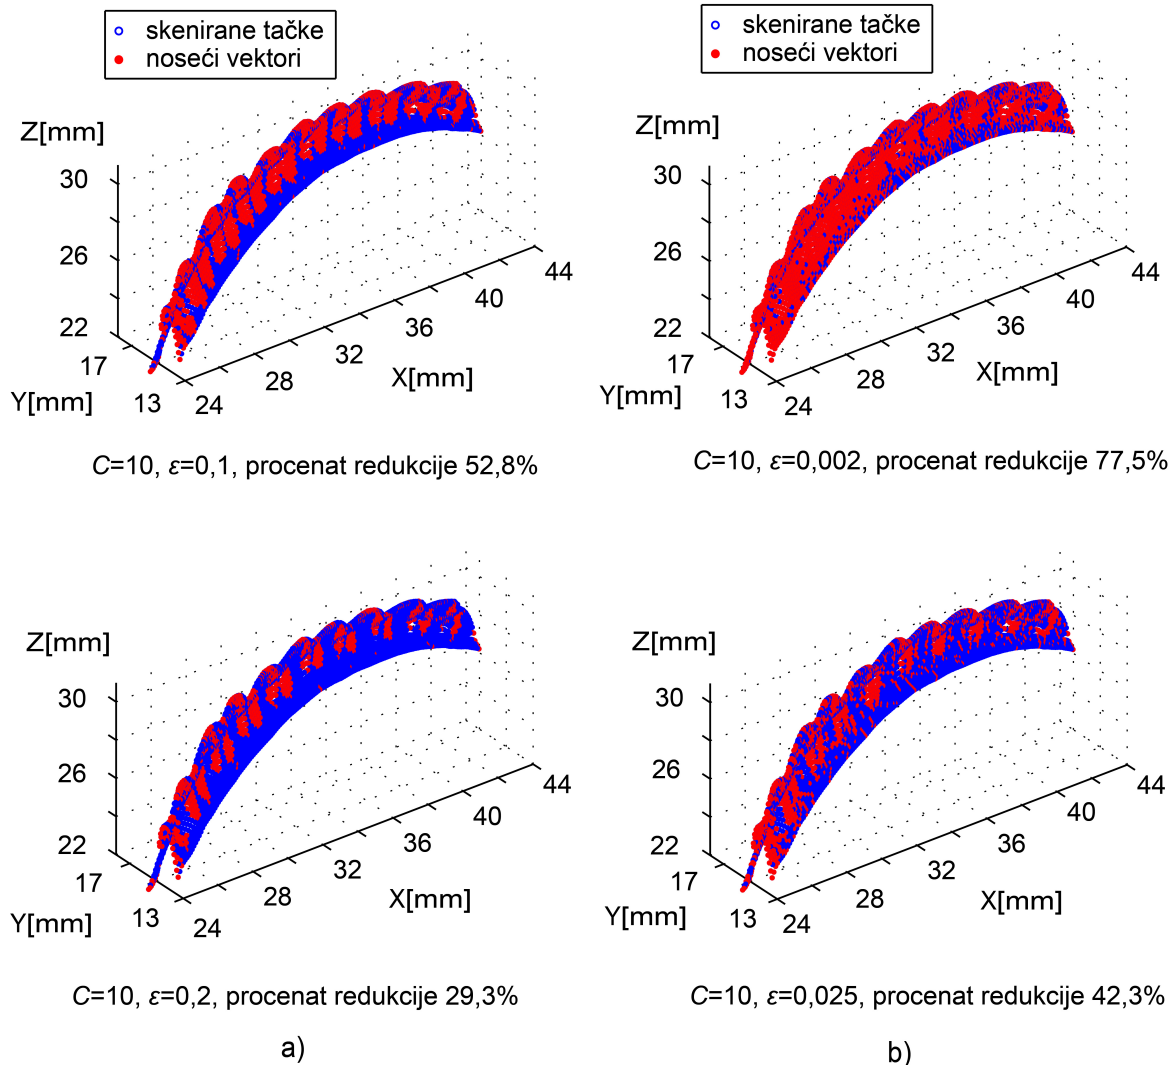 skenirane tačke
noseći vektori
Z[mm]
30
26
22
17
13
Y[mm]
24
28
32
36
40
44
X[mm]
C=10, ε=0,1, procenat redukcije 52,8%
skenirane tačke
noseći vektori
Z[mm]
30
26
22
17
13
Y[mm]
24
28
32
36
40
44
X[mm]
C=10, ε=0,002, procenat redukcije 77,5%
Z[mm]
30
26
22
17
13
Y[mm]
24
28
32
36
40
44
X[mm]
C=10, ε=0,2, procenat redukcije 29,3%
a)
Z[mm]
30
26
22
17
13
Y[mm]
24
28
32
36
40
44
X[mm]
C=10, ε=0,025, procenat redukcije 42,3%
b)